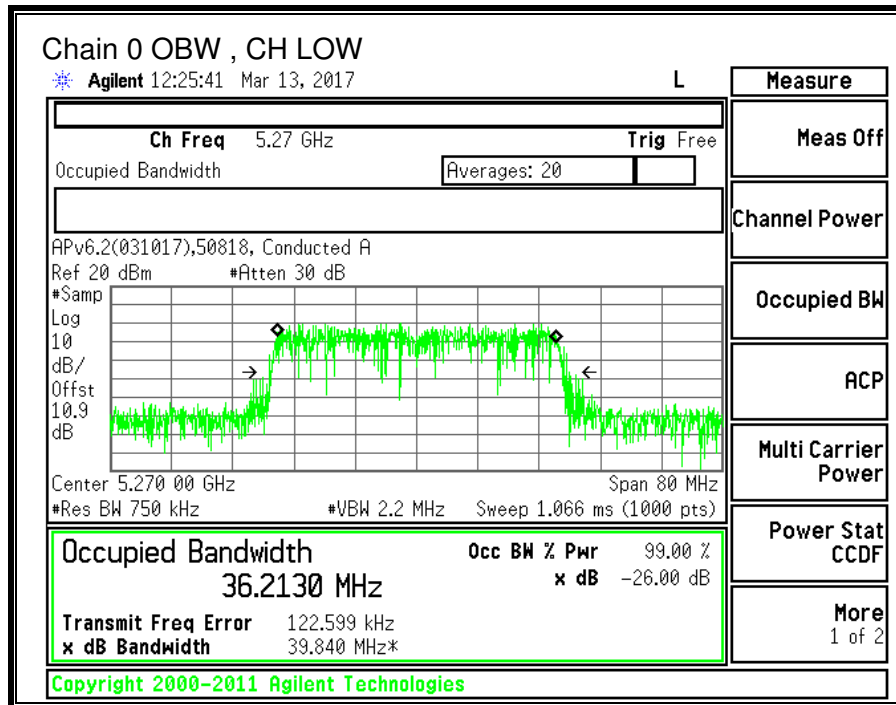 Chain 0 OBW , CH LOW
Agilent 12:25:41 Mar 13, 2017 L
Measure
Ch Freq 5.27 GHz Trig Free
Meas Off
Occupied Bandwidth Averages: 20
Channel Power
APv6.2(031017),50818, Conducted A
Ref 20 dBm #Atten 30 dB
#Samp
Log
10
dB/
Offst
10.9
dB
Occupied BW
ACP
Center 5.270 00 GHz Span 80 MHz
#Res BW 750 kHz #VBW 2.2 MHz Sweep 1.066 ms (1000 pts)
Multi Carrier
Power
Occupied Bandwidth Occ BW % Pwr 99.00 %
36.2130 MHz x dB -26.00 dB
Transmit Freq Error 122.599 kHz
x dB Bandwidth 39.840 MHz*
Power Stat
CCDF
More
1 of 2
Copyright 2000-2011 Agilent Technologies